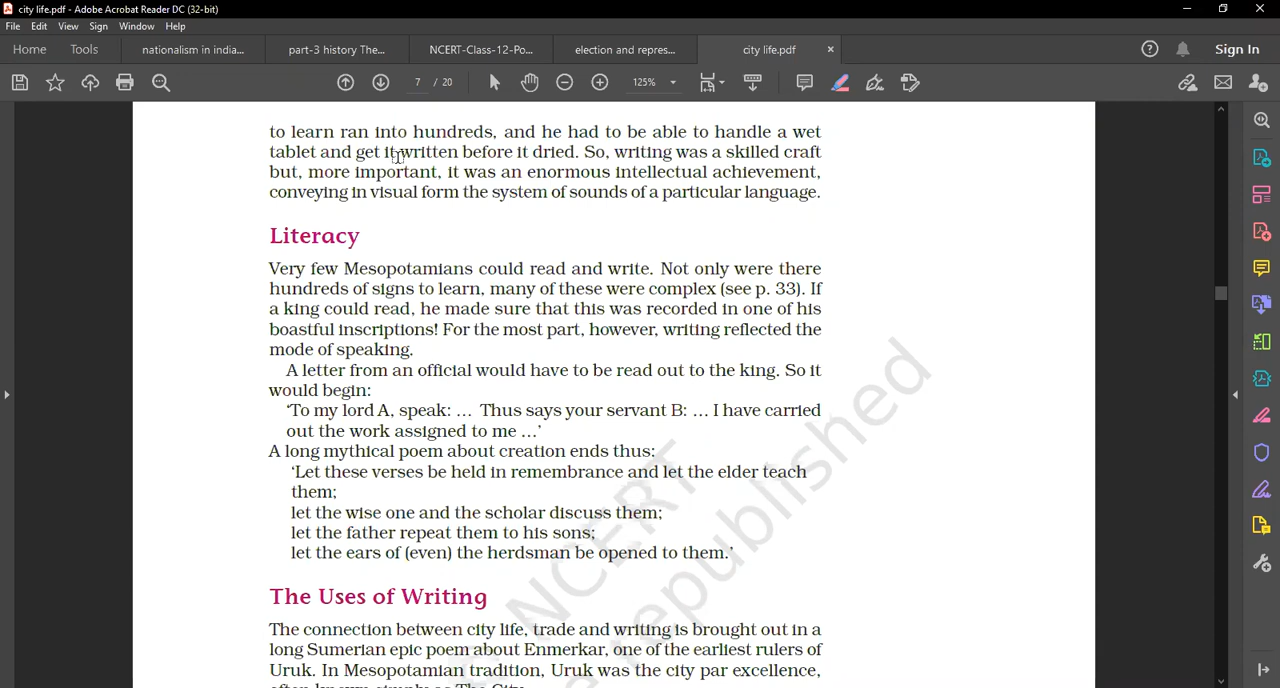 city life.pdf - Adobe Acrobat Reader DC (32-bit)
File Edit View Sign Window Help
Home Tools nationalism in india... part-3 history The... NCERT-Class-12-Po... election and repres... city life.pdf × Sign In
7 / 20 125%
to learn ran into hundreds, and he had to be able to handle a wet
tablet and get it written before it dried. So, writing was a skilled craft
but, more important, it was an enormous intellectual achievement,
conveying in visual form the system of sounds of a particular language.
Literacy
Very few Mesopotamians could read and write. Not only were there
hundreds of signs to learn, many of these were complex (see p. 33). If
a king could read, he made sure that this was recorded in one of his
boastful inscriptions! For the most part, however, writing reflected the
mode of speaking.
A letter from an official would have to be read out to the king. So it
would begin:
‘To my lord A, speak: … Thus says your servant B: … I have carried
out the work assigned to me …’
A long mythical poem about creation ends thus:
‘Let these verses be held in remembrance and let the elder teach
them;
let the wise one and the scholar discuss them;
let the father repeat them to his sons;
let the ears of (even) the herdsman be opened to them.’
The Uses of Writing
The connection between city life, trade and writing is brought out in a
long Sumerian epic poem about Enmerkar, one of the earliest rulers of
Uruk. In Mesopotamian tradition, Uruk was the city par excellence,
often known simply as The City.
NCERT
republished